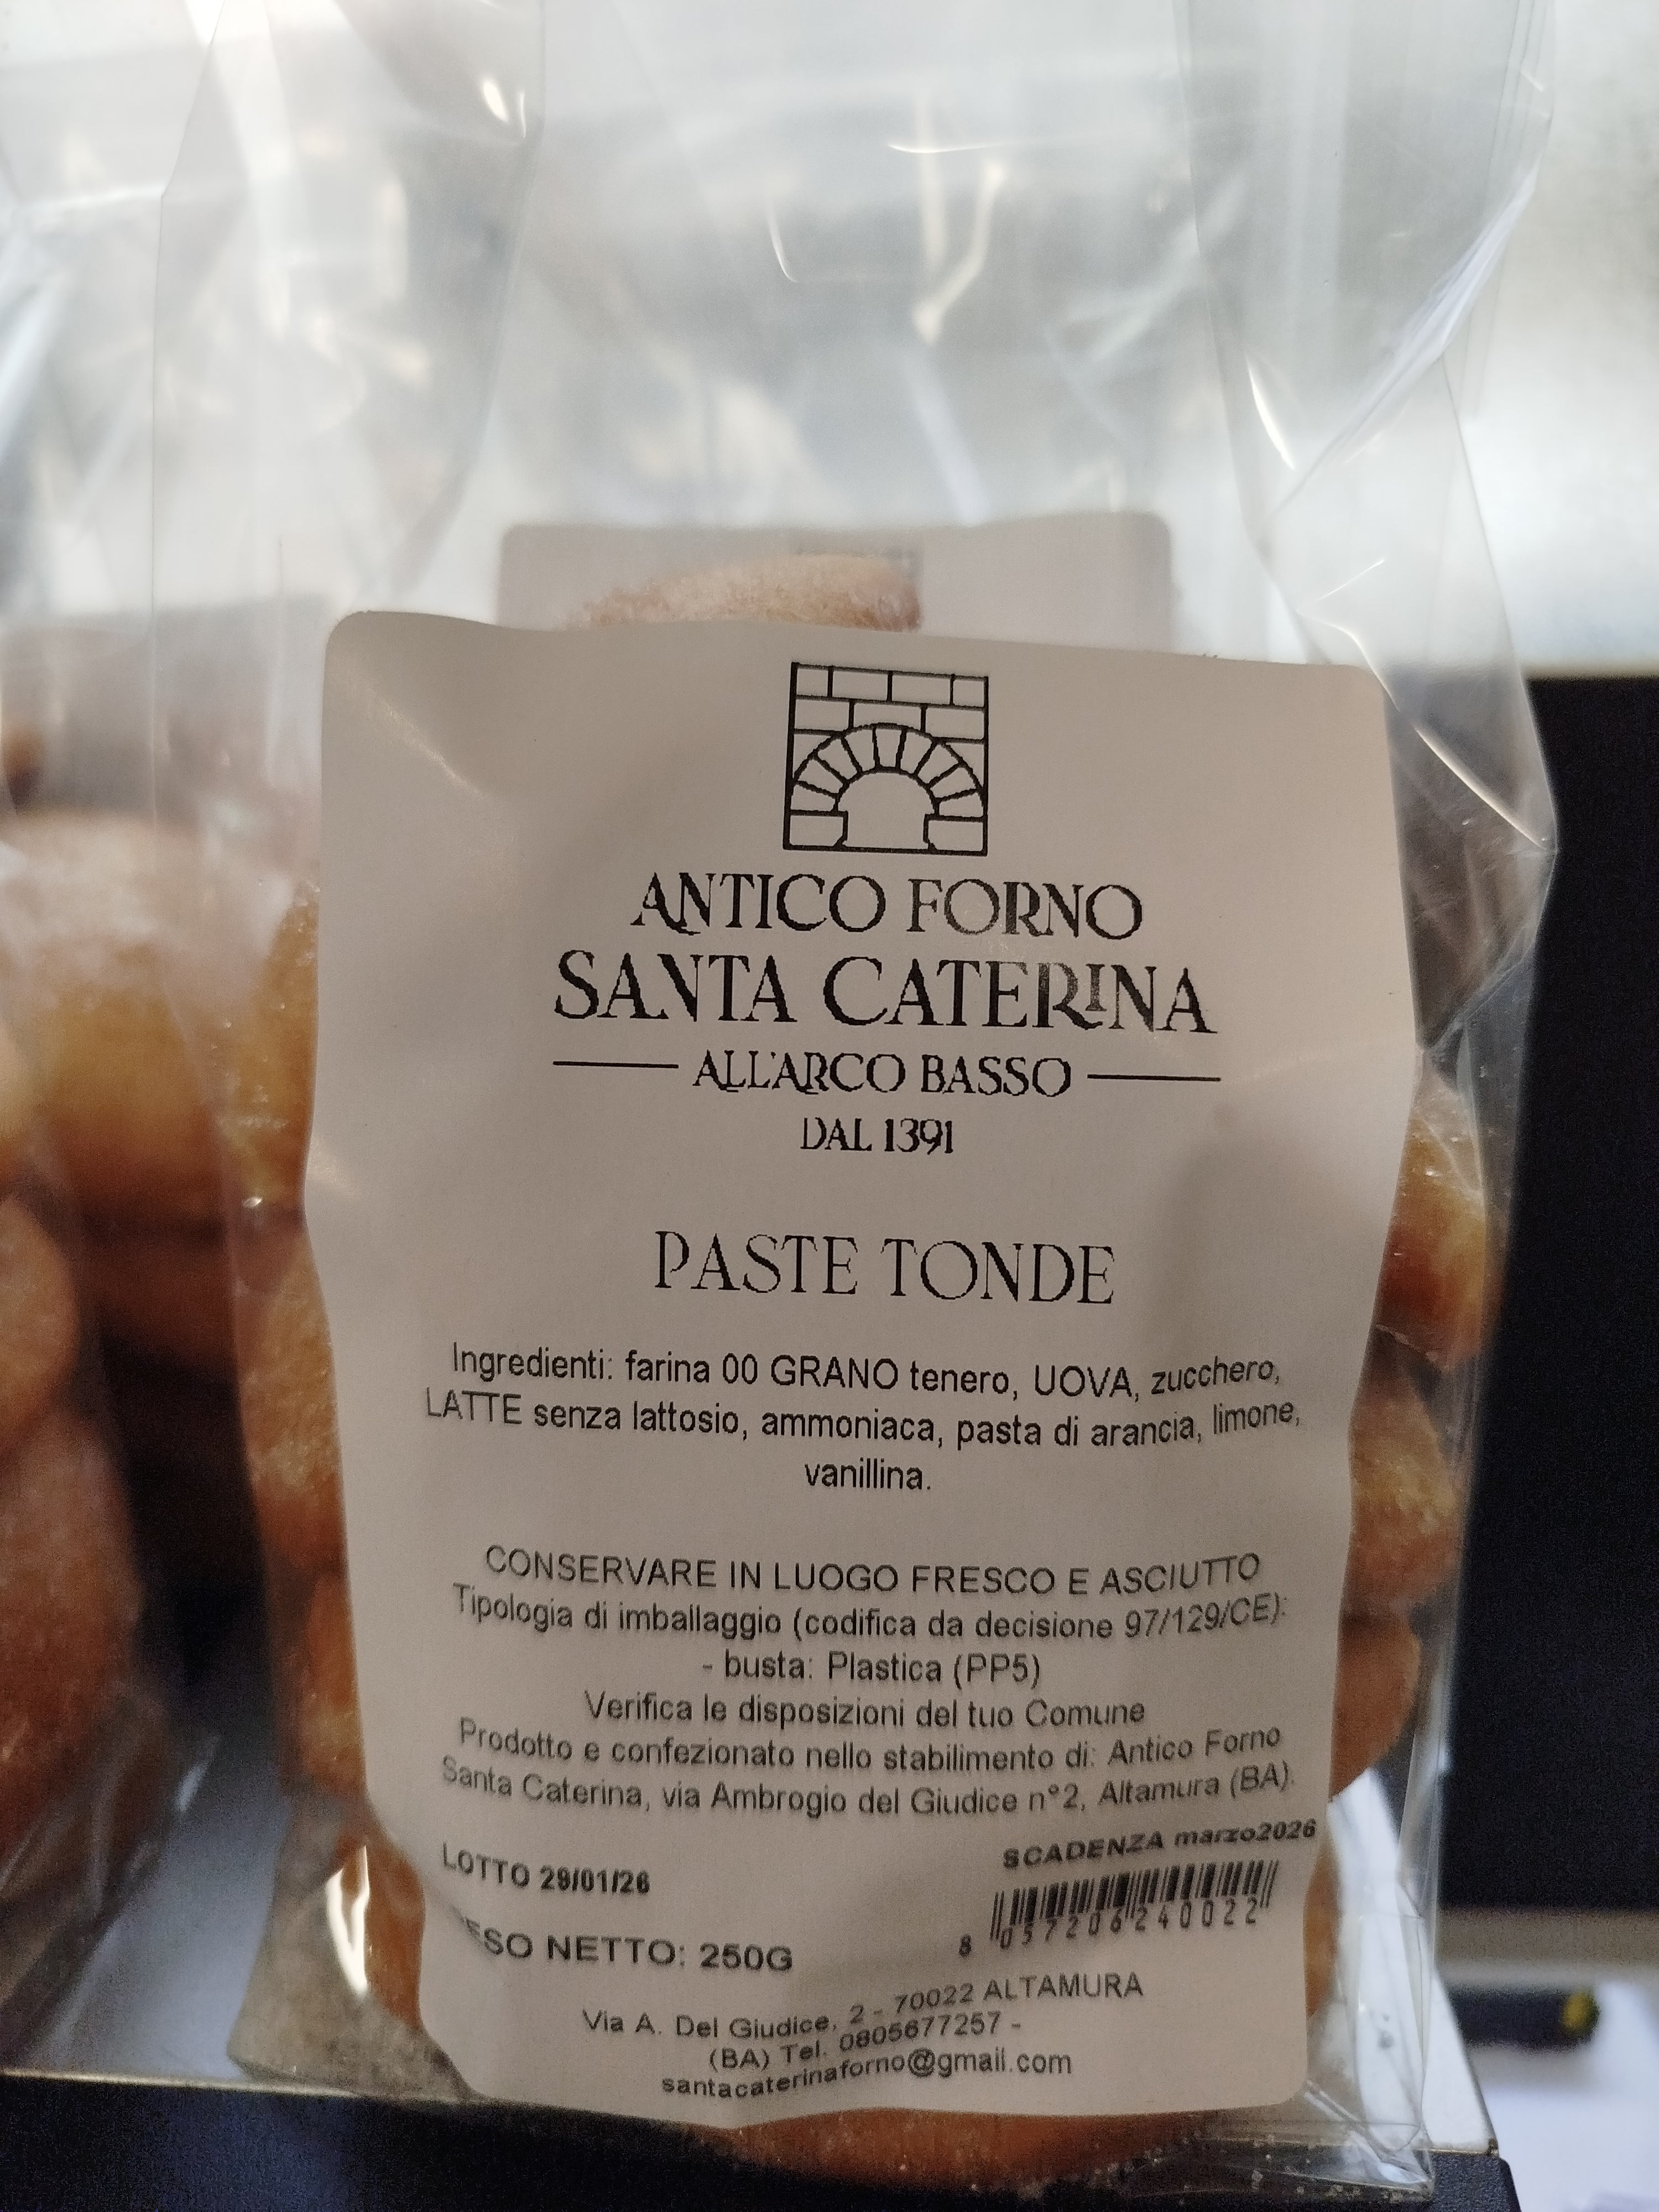 ANTICO FORNO
SANTA CATERINA
ALL'ARCO BASSO
DAL 1391
PASTE TONDE
Ingredienti: farina 00 GRANO tenero, UOVA, zucchero,
LATTE senza lattosio, ammoniaca, pasta di arancia, limone,
vanillina.
CONSERVARE IN LUOGO FRESCO E ASCIUTTO
Tipologia di imballaggio (codifica da decisione 97/129/CE):
- busta: Plastica (PP5)
Verifica le disposizioni del tuo Comune
Prodotto e confezionato nello stabilimento di: Antico Forno
Santa Caterina, via Ambrogio del Giudice n°2, Altamura (BA).
SCADENZA marzo2026
LOTTO 29/01/26
8 057206240022
PESO NETTO: 250G
Via A. Del Giudice, 2 - 70022 ALTAMURA
(BA) Tel. 0805677257 -
santacaterinaforno@gmail.com